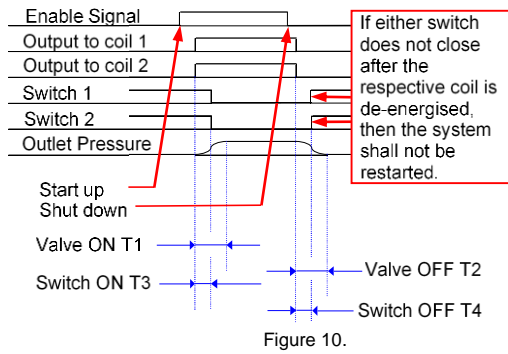 Enable Signal
Output to coil 1
Output to coil 2
Switch 1
Switch 2
Outlet Pressure
If either switch
does not close
after the
respective coil is
de-energised,
then the system
shall not be
restarted.
Start up
Shut down
Valve ON T1
Valve OFF T2
Switch ON T3
Switch OFF T4
Figure 10.